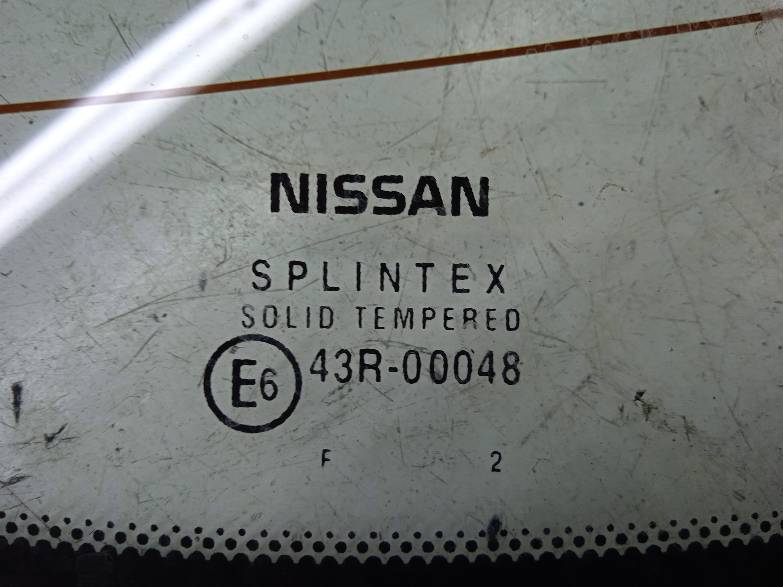 NISSAN
SPLINTEX
SOLID TEMPERED
E6 43R-00048
F 2